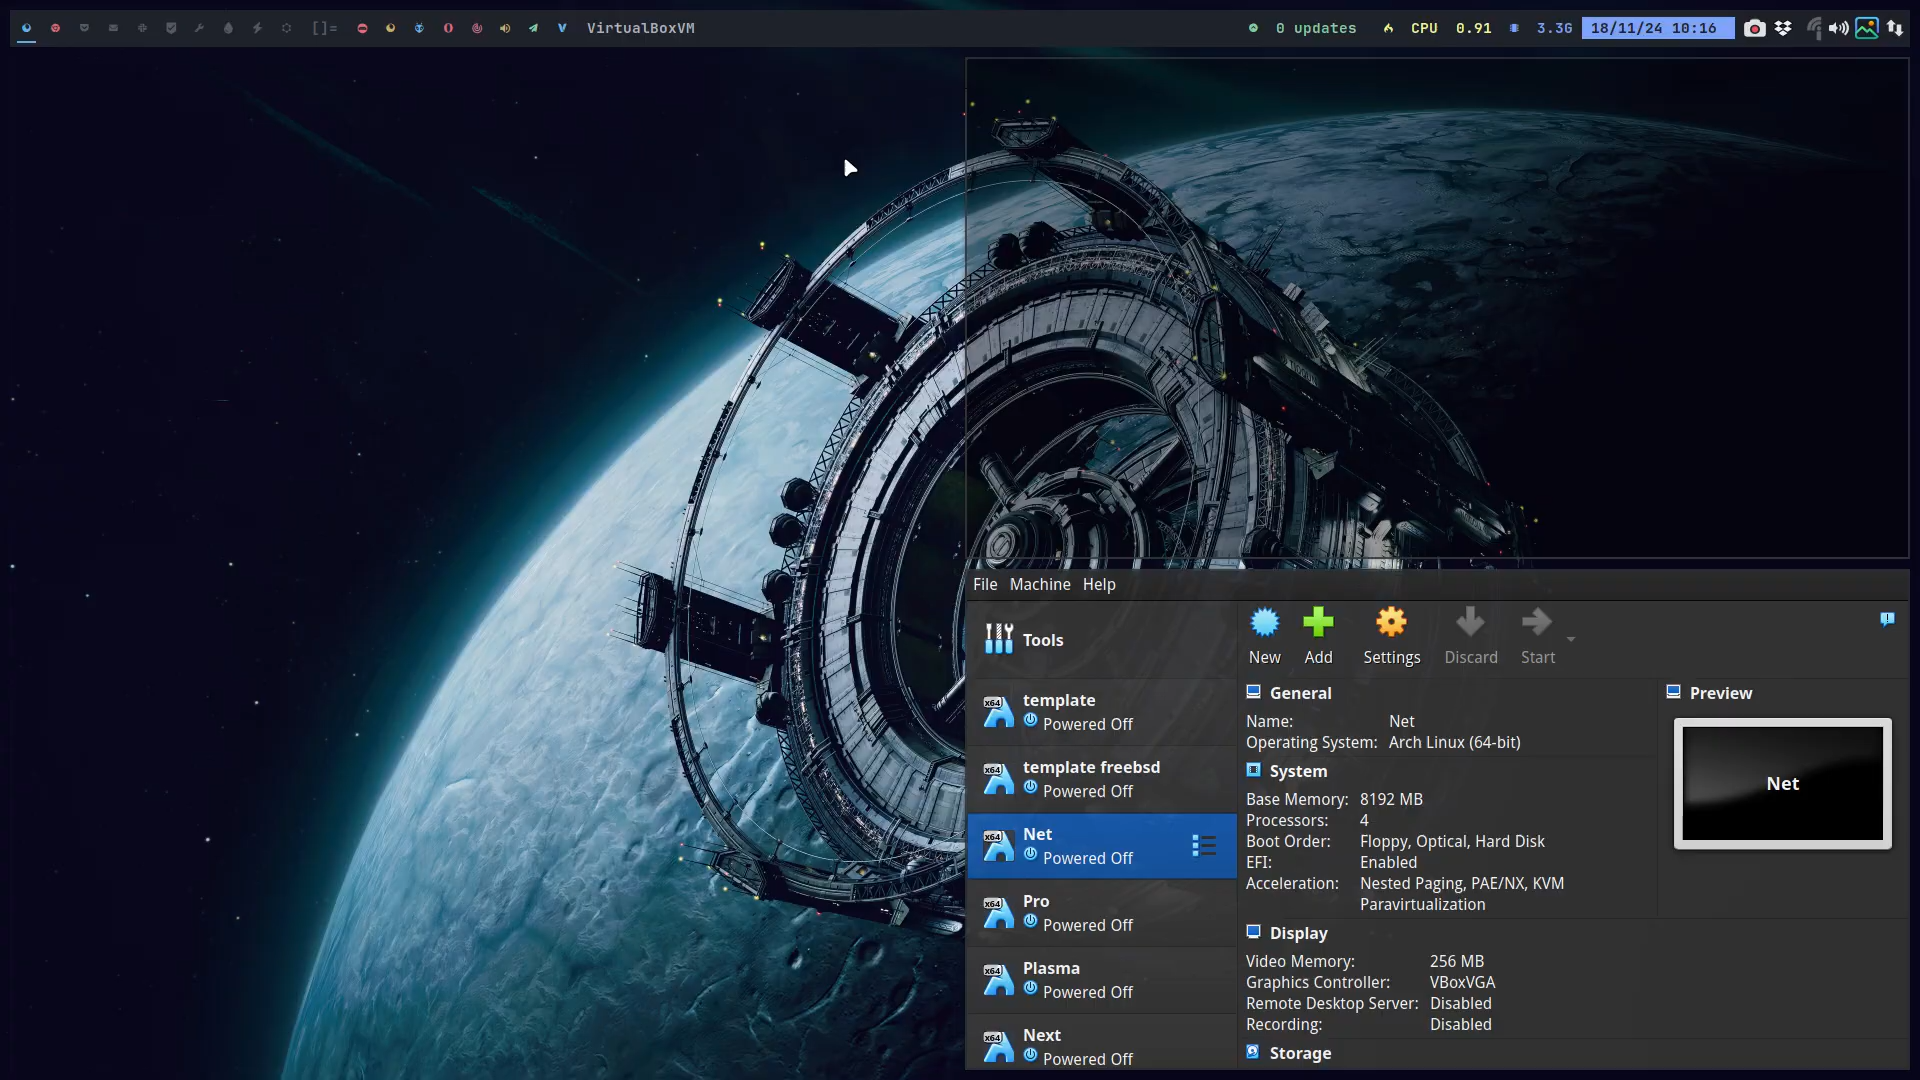 []= VirtualBoxVM 0 updates CPU 0.91 3.3G 18/11/24 10:16
File Machine Help
Tools
New Add Settings Discard Start
template
Powered Off
template freebsd
Powered Off
Net
Powered Off
Pro
Powered Off
Plasma
Powered Off
Next
Powered Off
General
Name: Net
Operating System: Arch Linux (64-bit)
System
Base Memory: 8192 MB
Processors: 4
Boot Order: Floppy, Optical, Hard Disk
EFI: Enabled
Acceleration: Nested Paging, PAE/NX, KVM
Paravirtualization
Display
Video Memory: 256 MB
Graphics Controller: VBoxVGA
Remote Desktop Server: Disabled
Recording: Disabled
Storage
Preview
Net